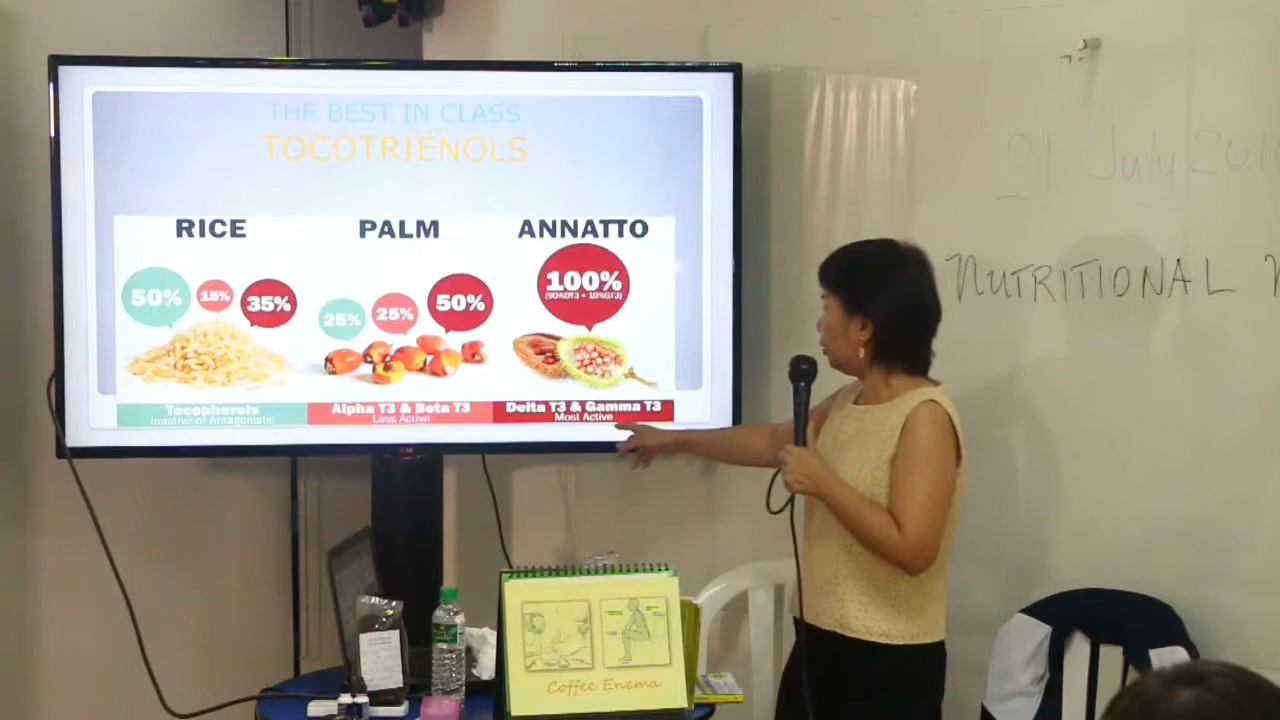 THE BEST IN CLASS
TOCOTRIENOLS
RICE
PALM
ANNATTO
50%
15%
35%
25%
25%
50%
100%
(90%DT3 + 10%GT3)
Tocopherols
Inactive or Antagonistic
Alpha T3 & Beta T3
Less Active
Delta T3 & Gamma T3
Most Active
21 July
NUTRITIONAL
Coffee Enema